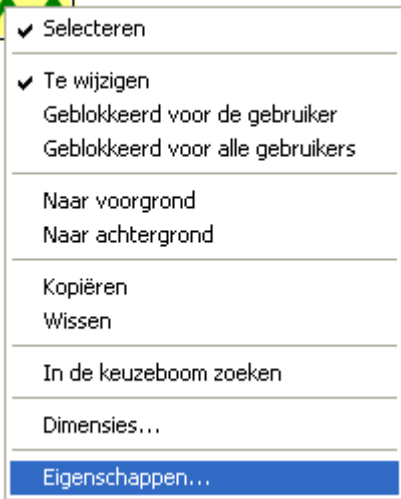 Selecteren
Te wijzigen
Geblokkeerd voor de gebruiker
Geblokkeerd voor alle gebruikers
Naar voorgrond
Naar achtergrond
Kopiëren
Wissen
In de keuzeboom zoeken
Dimensies...
Eigenschappen...